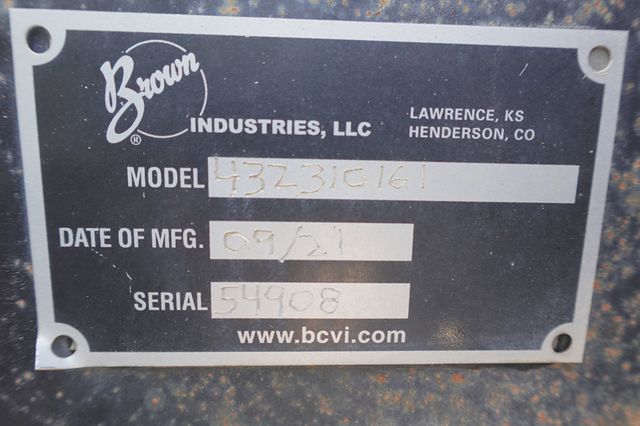 Brown
®
INDUSTRIES, LLC
LAWRENCE, KS
HENDERSON, CO
MODEL 432310161
DATE OF MFG. 09/21
SERIAL 54908
www.bcvi.com